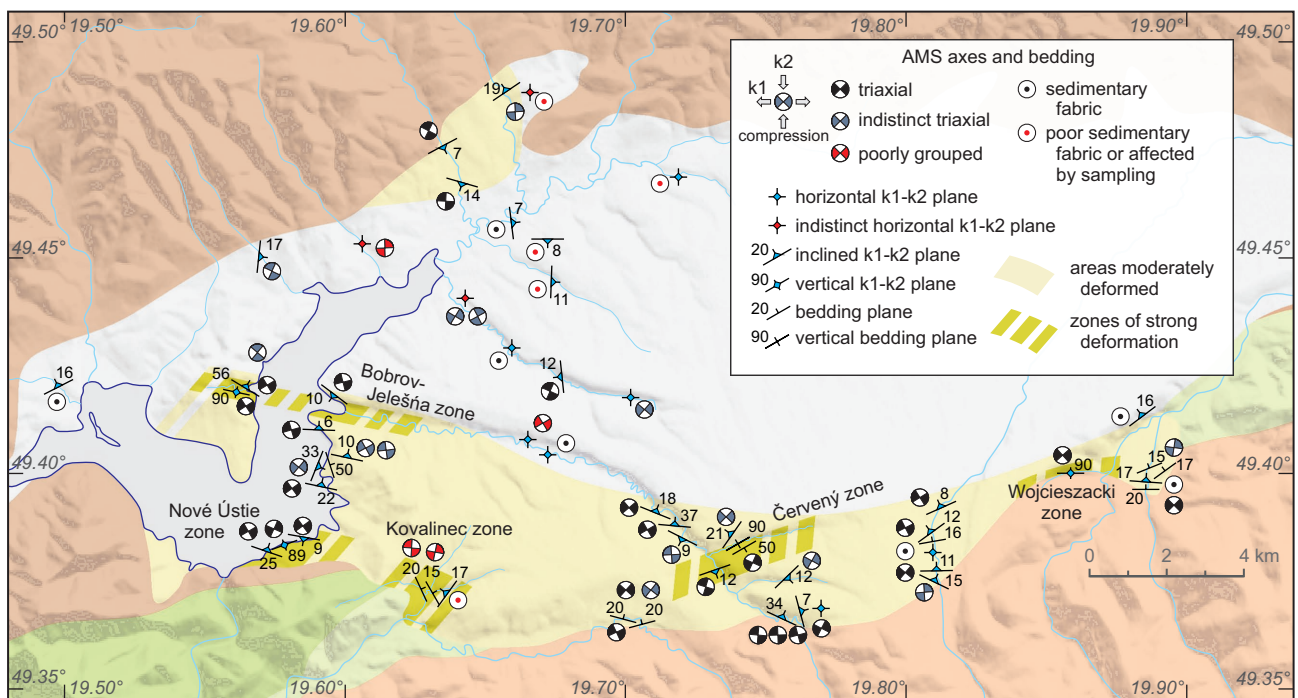 49.50° 19.50° 19.60° 19.70° 19.80° 19.90° 49.50°
AMS axes and bedding
k2
k1
compression
triaxial
indistinct triaxial
poorly grouped
sedimentary
fabric
poor sedimentary
fabric or affected
by sampling
horizontal k1-k2 plane
indistinct horizontal k1-k2 plane
20 inclined k1-k2 plane
90 vertical k1-k2 plane
20 bedding plane
90 vertical bedding plane
areas moderately
deformed
zones of strong
deformation
19
7
14
7
8
11
17
49.45° 49.45°
12
16
56
90
10
Bobrov-
Jelešňa zone
6
10
33
50
22
16
49.40° 49.40°
15
17
17
20
90
Wojcieszacki
zone
Nové Ústie
zone
25
89
9
Kovalinec zone
20
15
17
18
37
9
Červený zone
21
90
50
12
12
8
12
16
11
15
20
20
34
7
0 2 4 km
49.35° 19.50° 19.60° 19.70° 19.80° 19.90° 49.35°